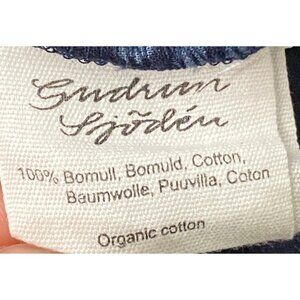 Gudrun
Sjödén
100% Bomull, Bomuld, Cotton,
Baumwolle, Puuvilla, Coton
Organic cotton